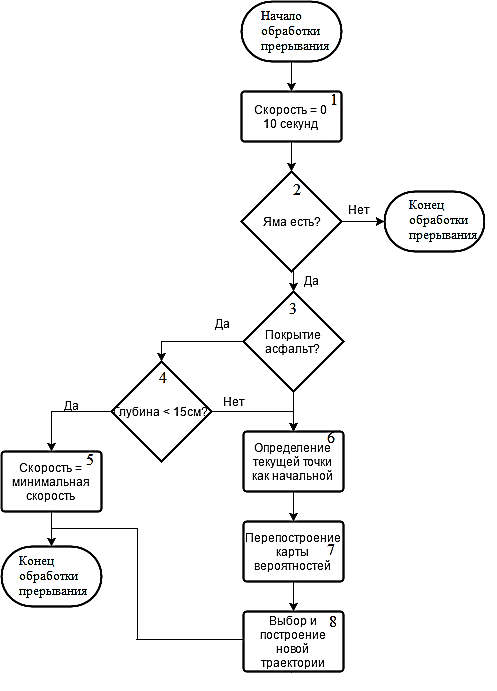 Начало
обработки
прерывания
1
Скорость = 0
10 секунд
2
Яма есть?
Нет
Конец
обработки
прерывания
Да
3
Покрытие
асфальт?
Да
4
лубина < 15см?
Нет
Да
5
Скорость =
минимальная
скорость
6
Определение
текущей точки
как начальной
Конец
обработки
прерывания
7
Перепостроение
карты
вероятностей
8
Выбор и
построение
новой
траектории